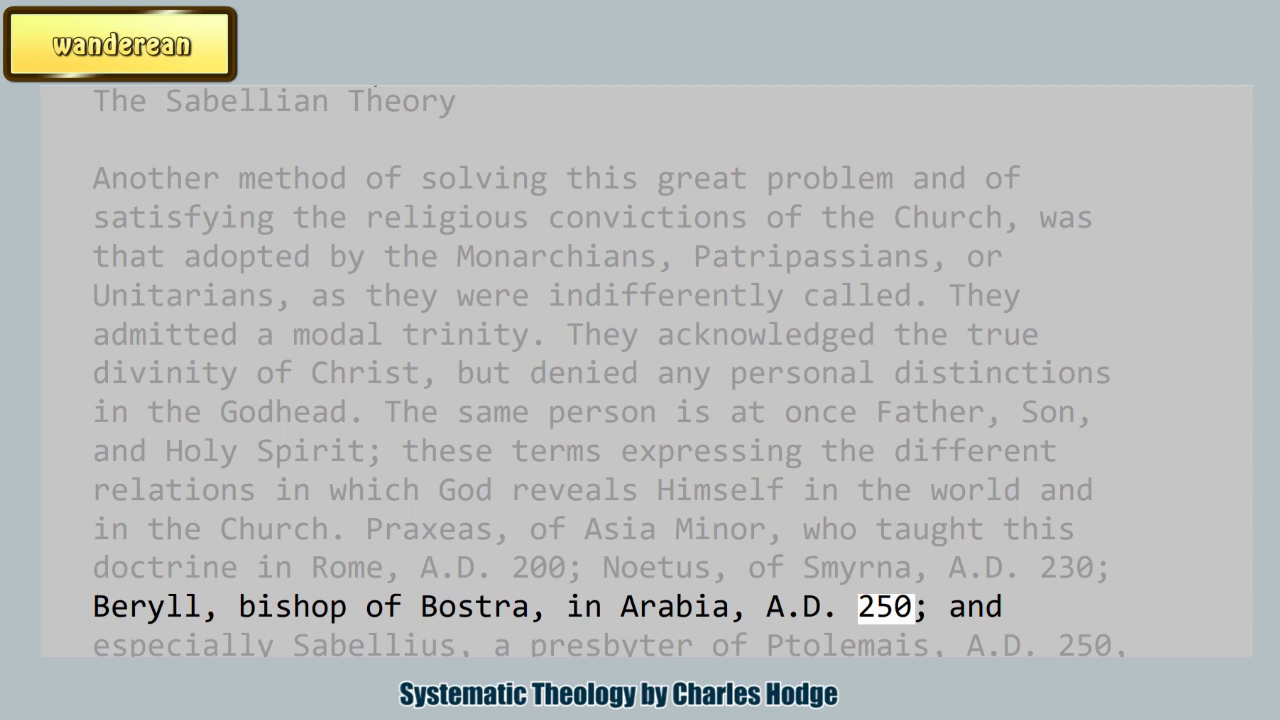 wanderean
The Sabellian Theory
Another method of solving this great problem and of
satisfying the religious convictions of the Church, was
that adopted by the Monarchians, Patripassians, or
Unitarians, as they were indifferently called. They
admitted a modal trinity. They acknowledged the true
divinity of Christ, but denied any personal distinctions
in the Godhead. The same person is at once Father, Son,
and Holy Spirit; these terms expressing the different
relations in which God reveals Himself in the world and
in the Church. Praxeas, of Asia Minor, who taught this
doctrine in Rome, A.D. 200; Noetus, of Smyrna, A.D. 230;
Beryll, bishop of Bostra, in Arabia, A.D. 250; and
especially Sabellius, a presbyter of Ptolemais, A.D. 250,
Systematic Theology by Charles Hodge